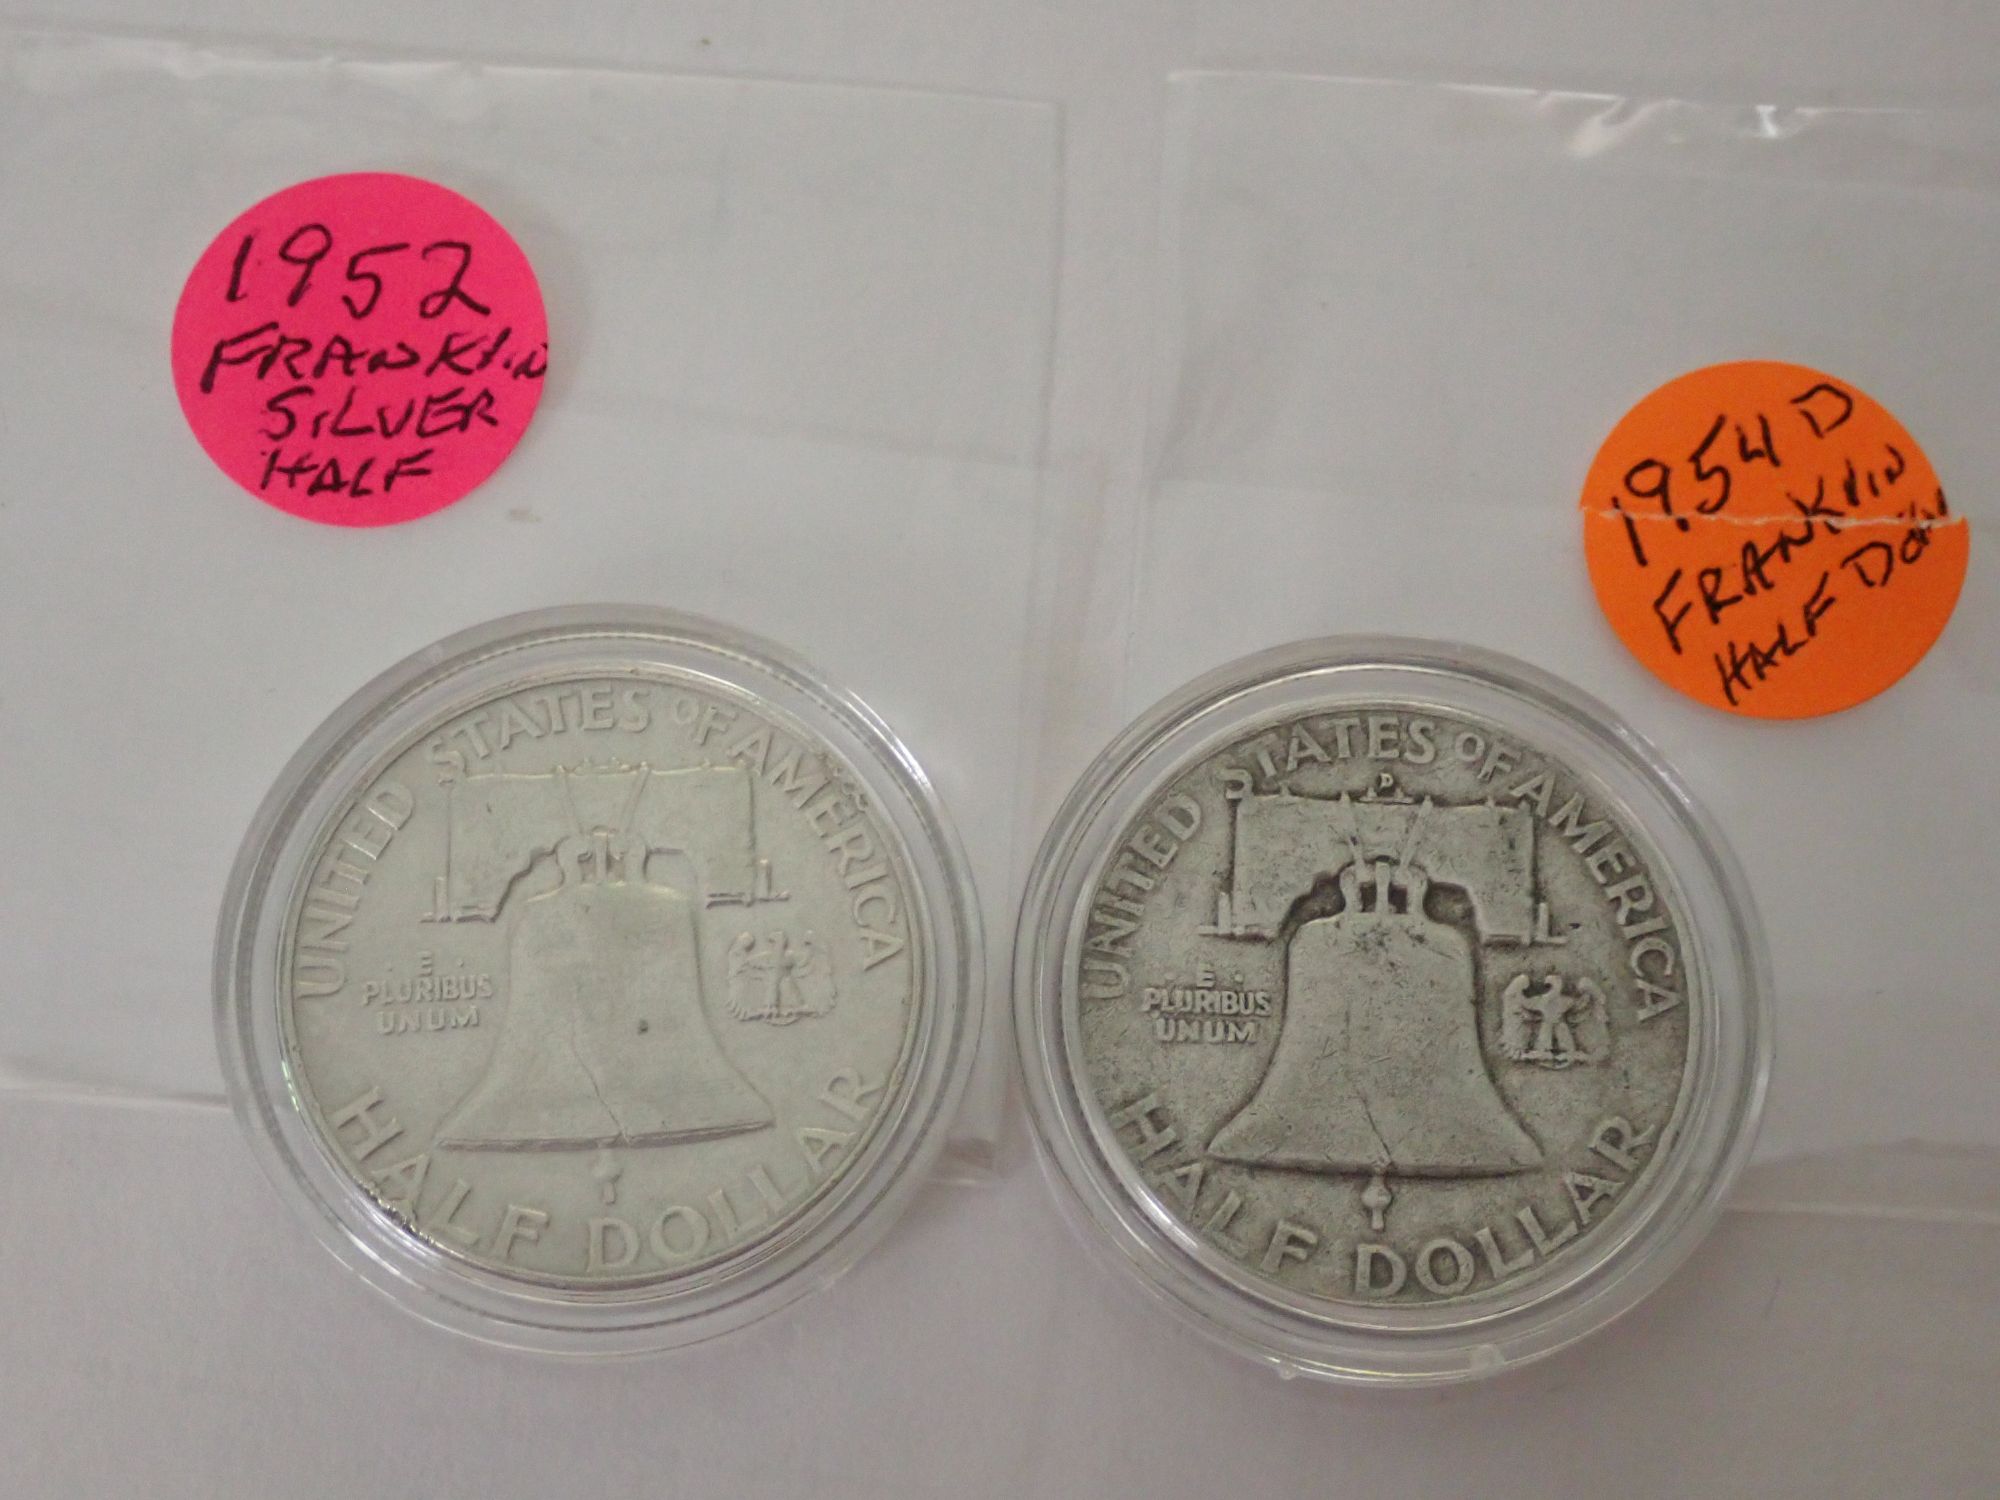 1952
FRANKLIN
SILVER
HALF
1954 D
FRANKLIN
HALF
UNITED STATES OF AMERICA
· E ·
PLURIBUS
UNUM
HALF DOLLAR
UNITED STATES OF AMERICA
D
· E ·
PLURIBUS
UNUM
HALF DOLLAR